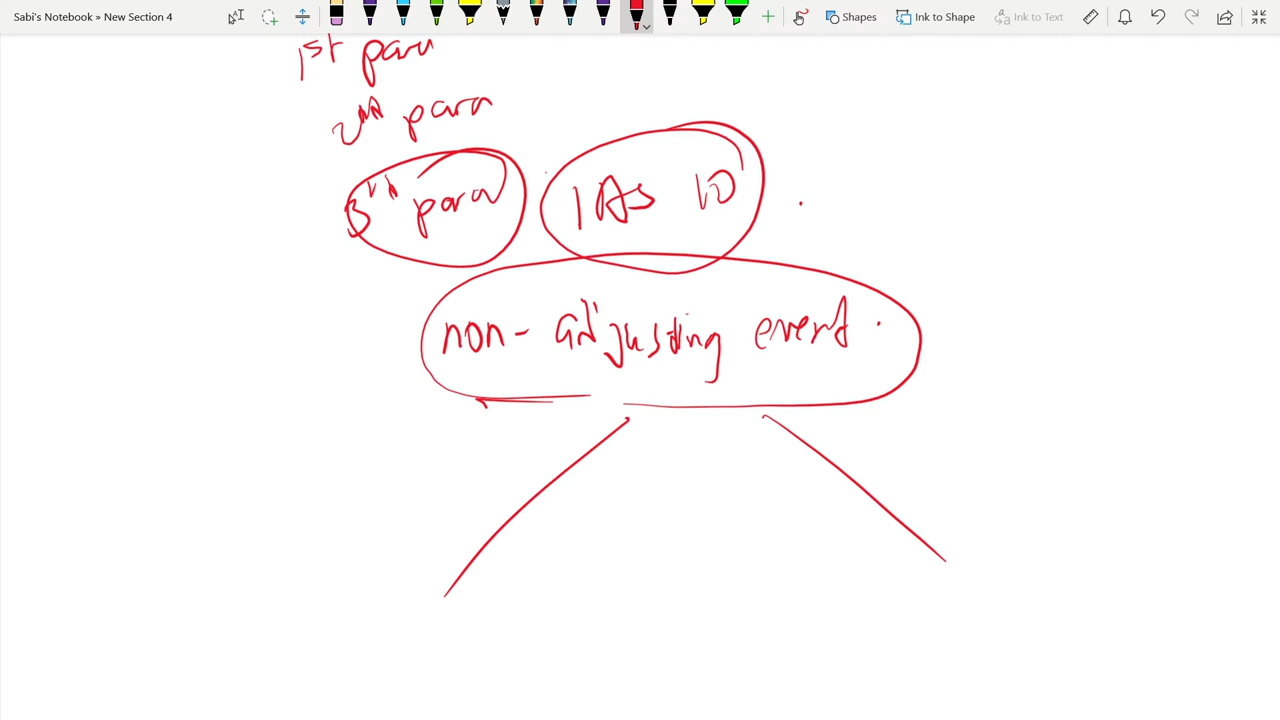 Sabi's Notebook » New Section 4
Shapes Ink to Shape Ink to Text
1st para
2nd para
3rd para IAS 10
non-adjusting event